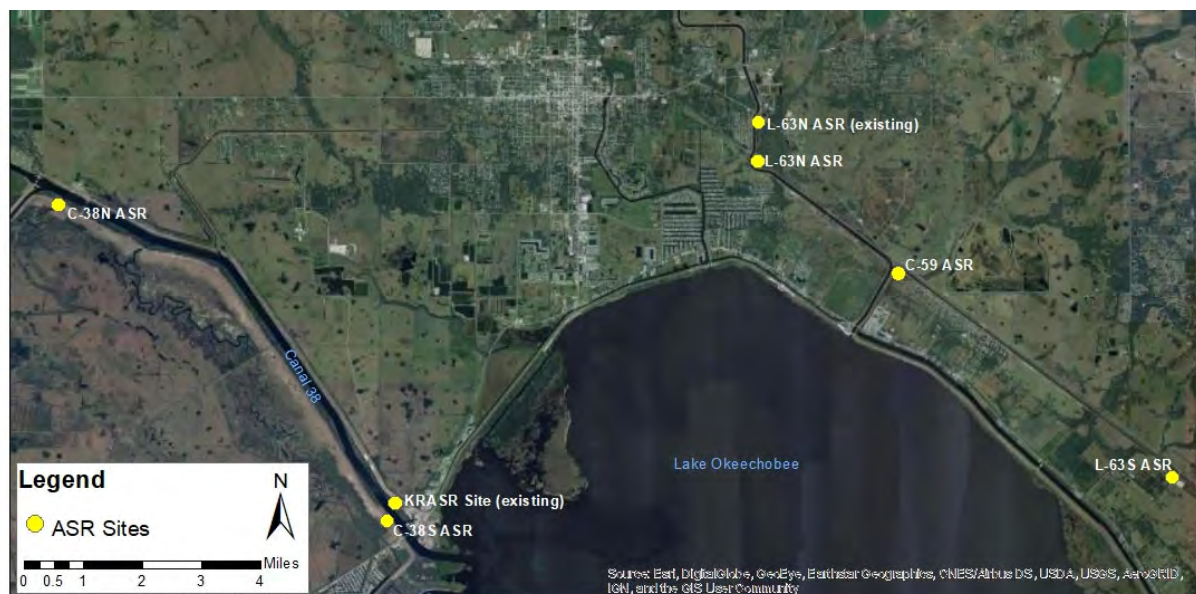 L-63N ASR (existing)
L-63N ASR
C-38N ASR
C-59 ASR
Canal 38
Lake Okeechobee
L-63S ASR
KRASR Site (existing)
C-38S ASR
Legend
N
ASR Sites
0 0.5 1 2 3 4 Miles
Source: Esri, DigitalGlobe, GeoEye, Earthstar Geographics, CNES/Airbus DS, USDA, USGS, AeroGRID,
IGN, and the GIS User Community